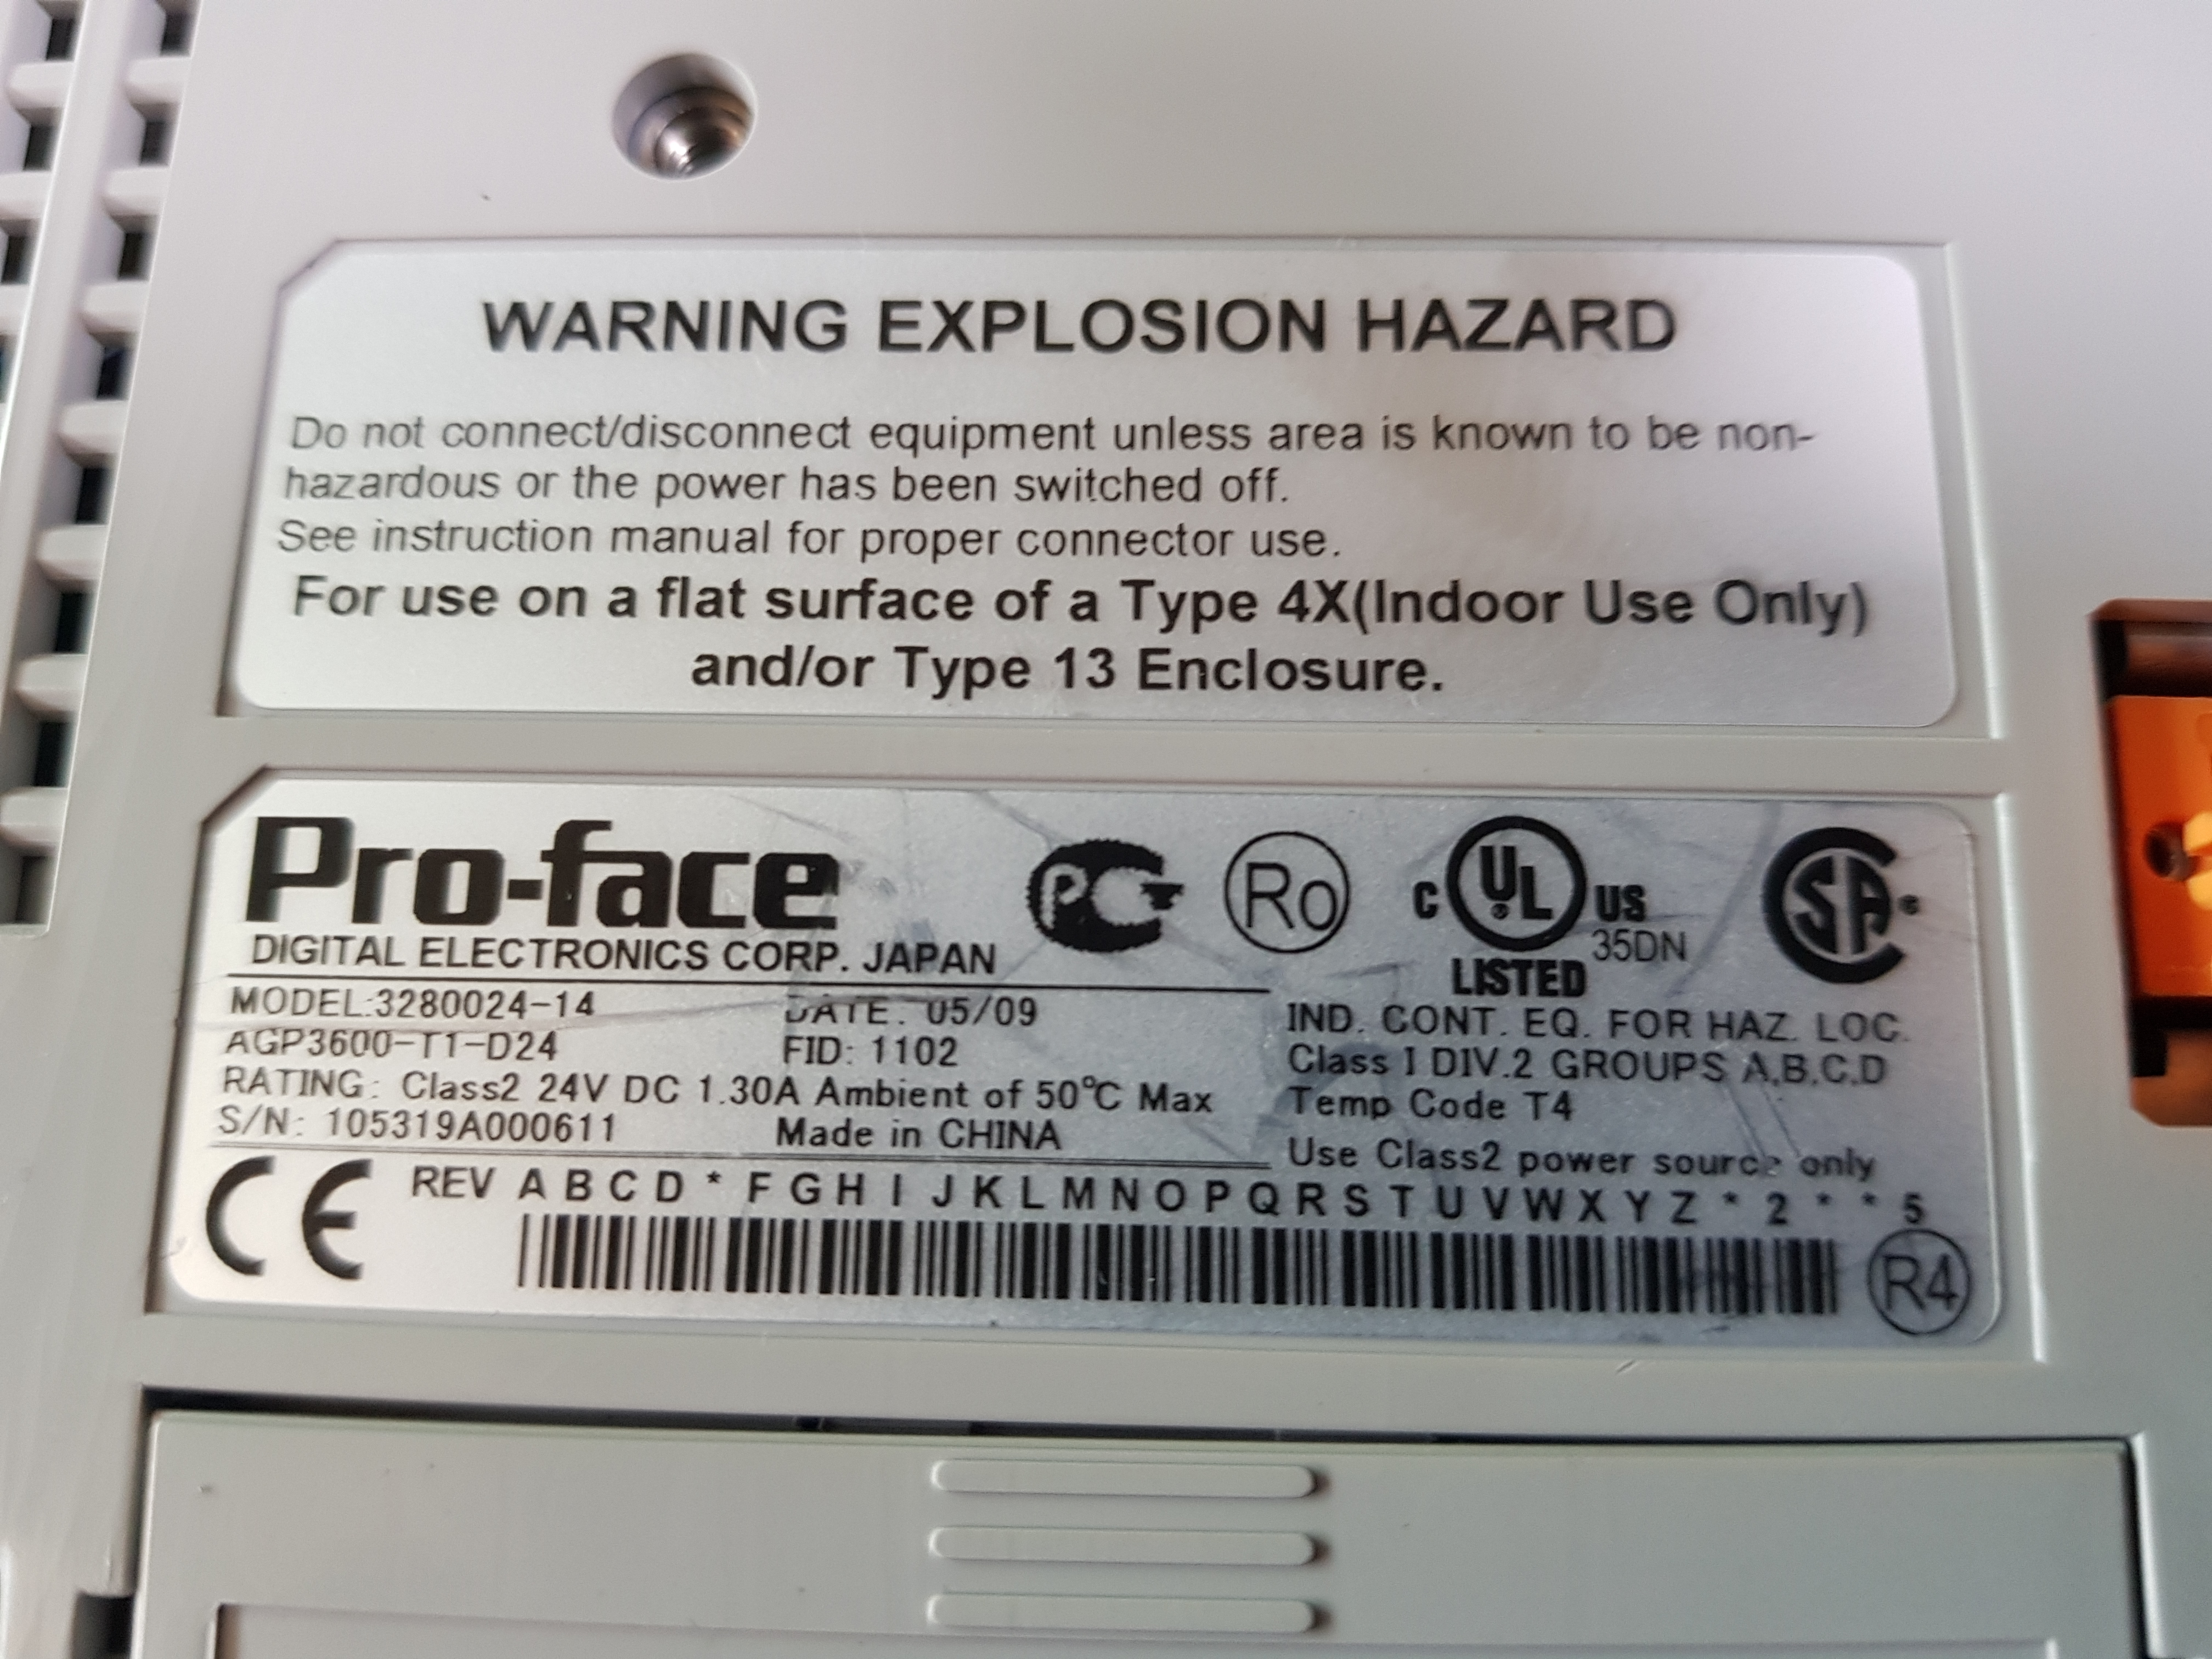 WARNING EXPLOSION HAZARD
Do not connect/disconnect equipment unless area is known to be non-
hazardous or the power has been switched off.
See instruction manual for proper connector use.
For use on a flat surface of a Type 4X(Indoor Use Only)
and/or Type 13 Enclosure.
Pro-face
DIGITAL ELECTRONICS CORP. JAPAN
PG Ro C UL US 35DN
LISTED
SA
MODEL:3280024-14 DATE: 05/09
AGP3600-T1-D24 FID: 1102
RATING: Class2 24V DC 1.30A Ambient of 50℃ Max
S/N: 105319A000611 Made in CHINA
IND. CONT. EQ. FOR HAZ. LOC.
Class I DIV.2 GROUPS A,B,C,D
Temp Code T4
Use Class2 power source only
CE REV A B C D * F G H I J K L M N O P Q R S T U V W X Y Z * 2 * * 5
R4